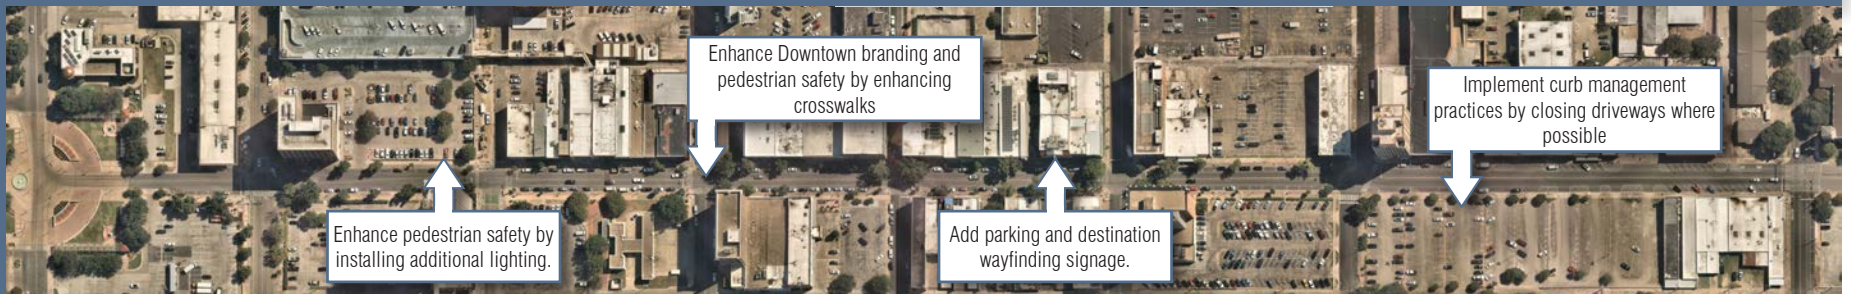 Enhance Downtown branding and
pedestrian safety by enhancing
crosswalks
Implement curb management
practices by closing driveways where
possible
Enhance pedestrian safety by
installing additional lighting.
Add parking and destination
wayfinding signage.